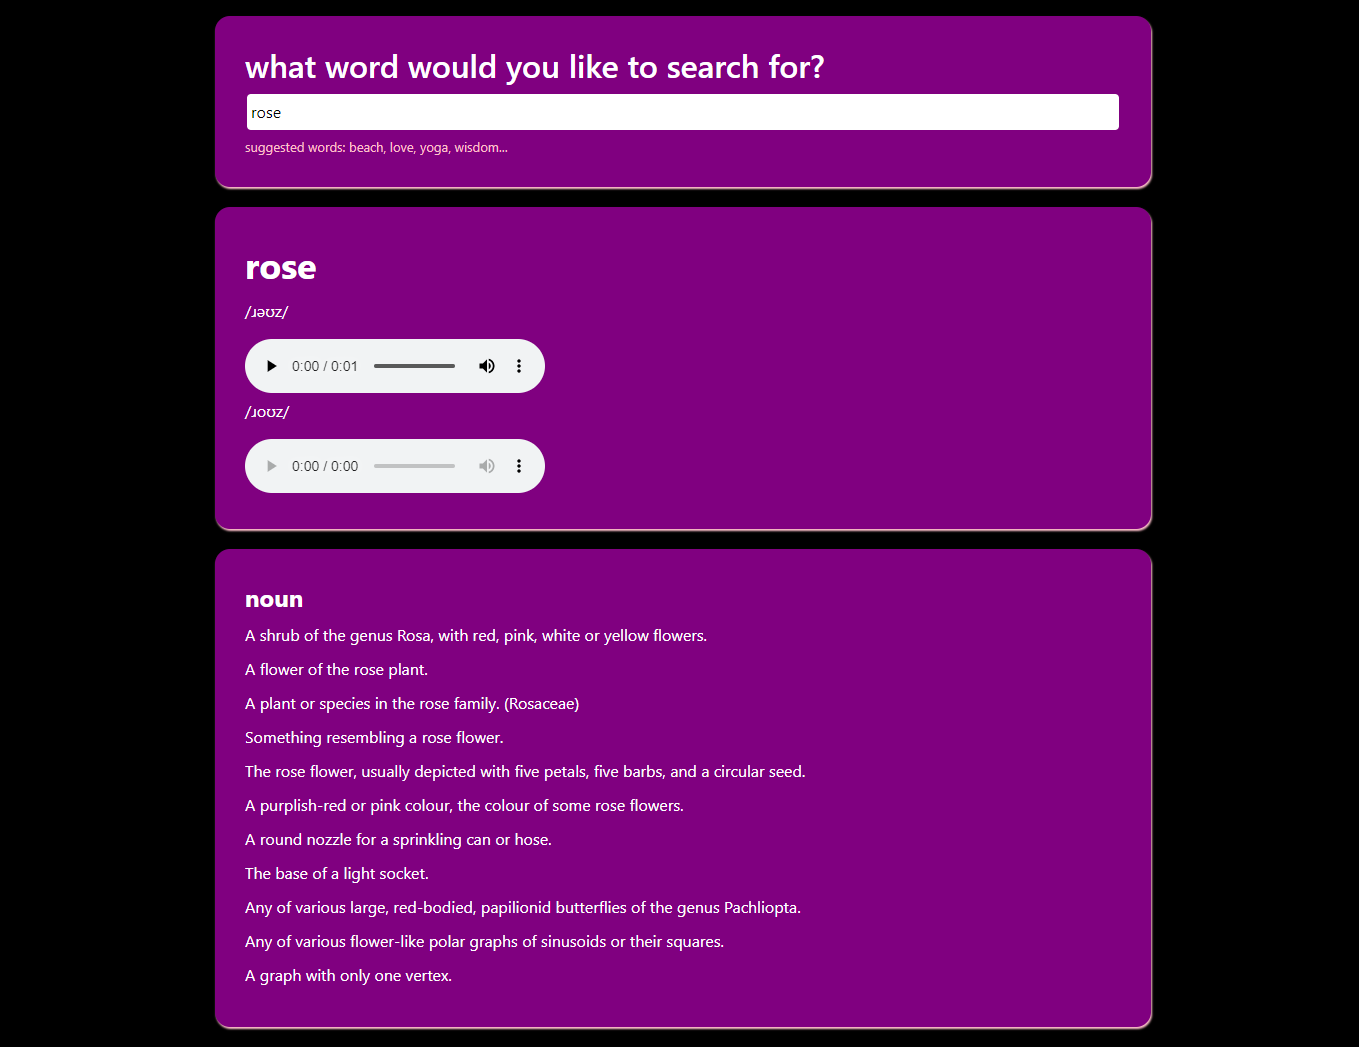 what word would you like to search for?
rose
suggested words: beach, love, yoga, wisdom...
rose
/ɹəʊz/
0:00 / 0:01
/ɹoʊz/
0:00 / 0:00
noun
A shrub of the genus Rosa, with red, pink, white or yellow flowers.
A flower of the rose plant.
A plant or species in the rose family. (Rosaceae)
Something resembling a rose flower.
The rose flower, usually depicted with five petals, five barbs, and a circular seed.
A purplish-red or pink colour, the colour of some rose flowers.
A round nozzle for a sprinkling can or hose.
The base of a light socket.
Any of various large, red-bodied, papilionid butterflies of the genus Pachliopta.
Any of various flower-like polar graphs of sinusoids or their squares.
A graph with only one vertex.